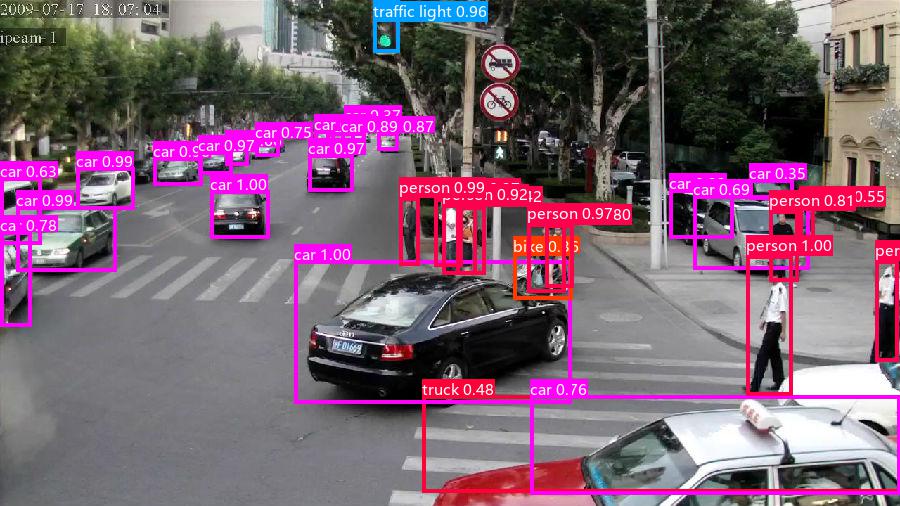 2009-07-17 18:07:04
ipcam-1
traffic light 0.96
car 0.37
car 0.89
0.87
car 0.75
car 0.97
car 0.97
car 0.99
car 0.63
car 1.00
car 0.99
car 0.78
person 0.99
0.92
person 0.97
80
bike 0.86
car 0.69
car 0.35
person 0.81
0.55
person 1.00
car 1.00
truck 0.48
car 0.76